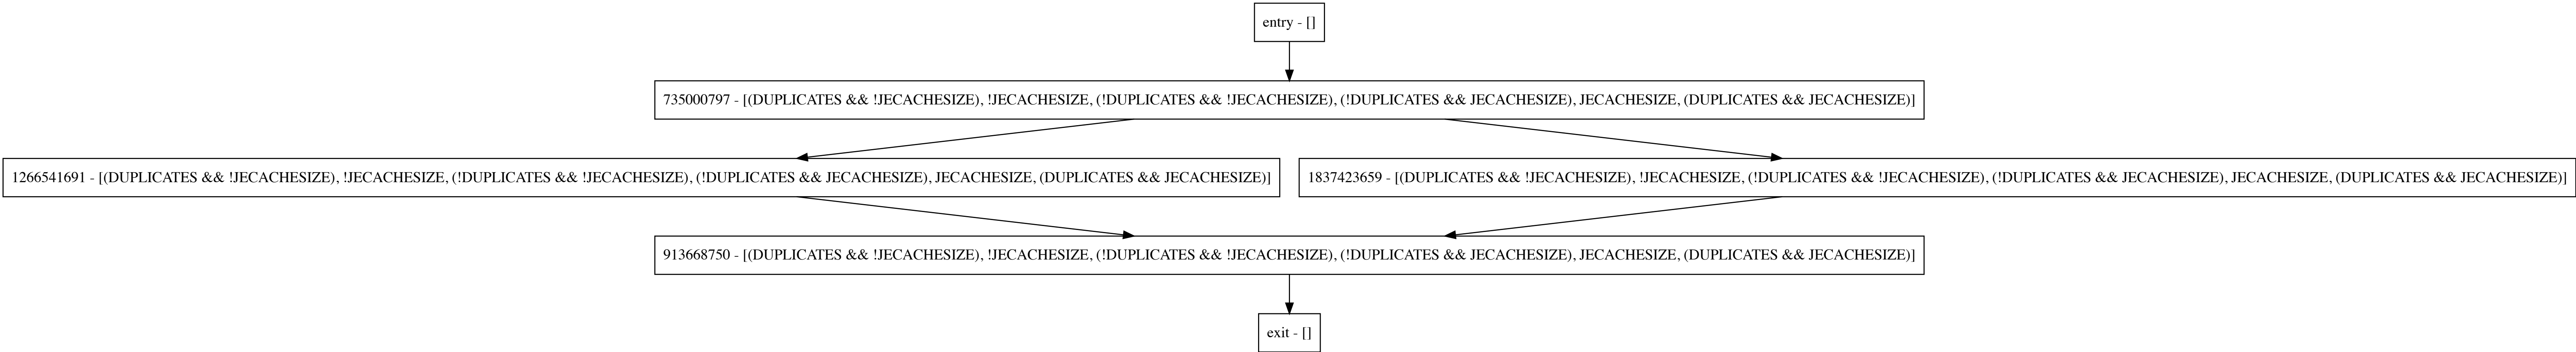 entry - []
735000797 - [(DUPLICATES && !JECACHESIZE), !JECACHESIZE, (!DUPLICATES && !JECACHESIZE), (!DUPLICATES && JECACHESIZE), JECACHESIZE, (DUPLICATES && JECACHESIZE)]
1266541691 - [(DUPLICATES && !JECACHESIZE), !JECACHESIZE, (!DUPLICATES && !JECACHESIZE), (!DUPLICATES && JECACHESIZE), JECACHESIZE, (DUPLICATES && JECACHESIZE)]
1837423659 - [(DUPLICATES && !JECACHESIZE), !JECACHESIZE, (!DUPLICATES && !JECACHESIZE), (!DUPLICATES && JECACHESIZE), JECACHESIZE, (DUPLICATES && JECACHESIZE)]
913668750 - [(DUPLICATES && !JECACHESIZE), !JECACHESIZE, (!DUPLICATES && !JECACHESIZE), (!DUPLICATES && JECACHESIZE), JECACHESIZE, (DUPLICATES && JECACHESIZE)]
exit - []